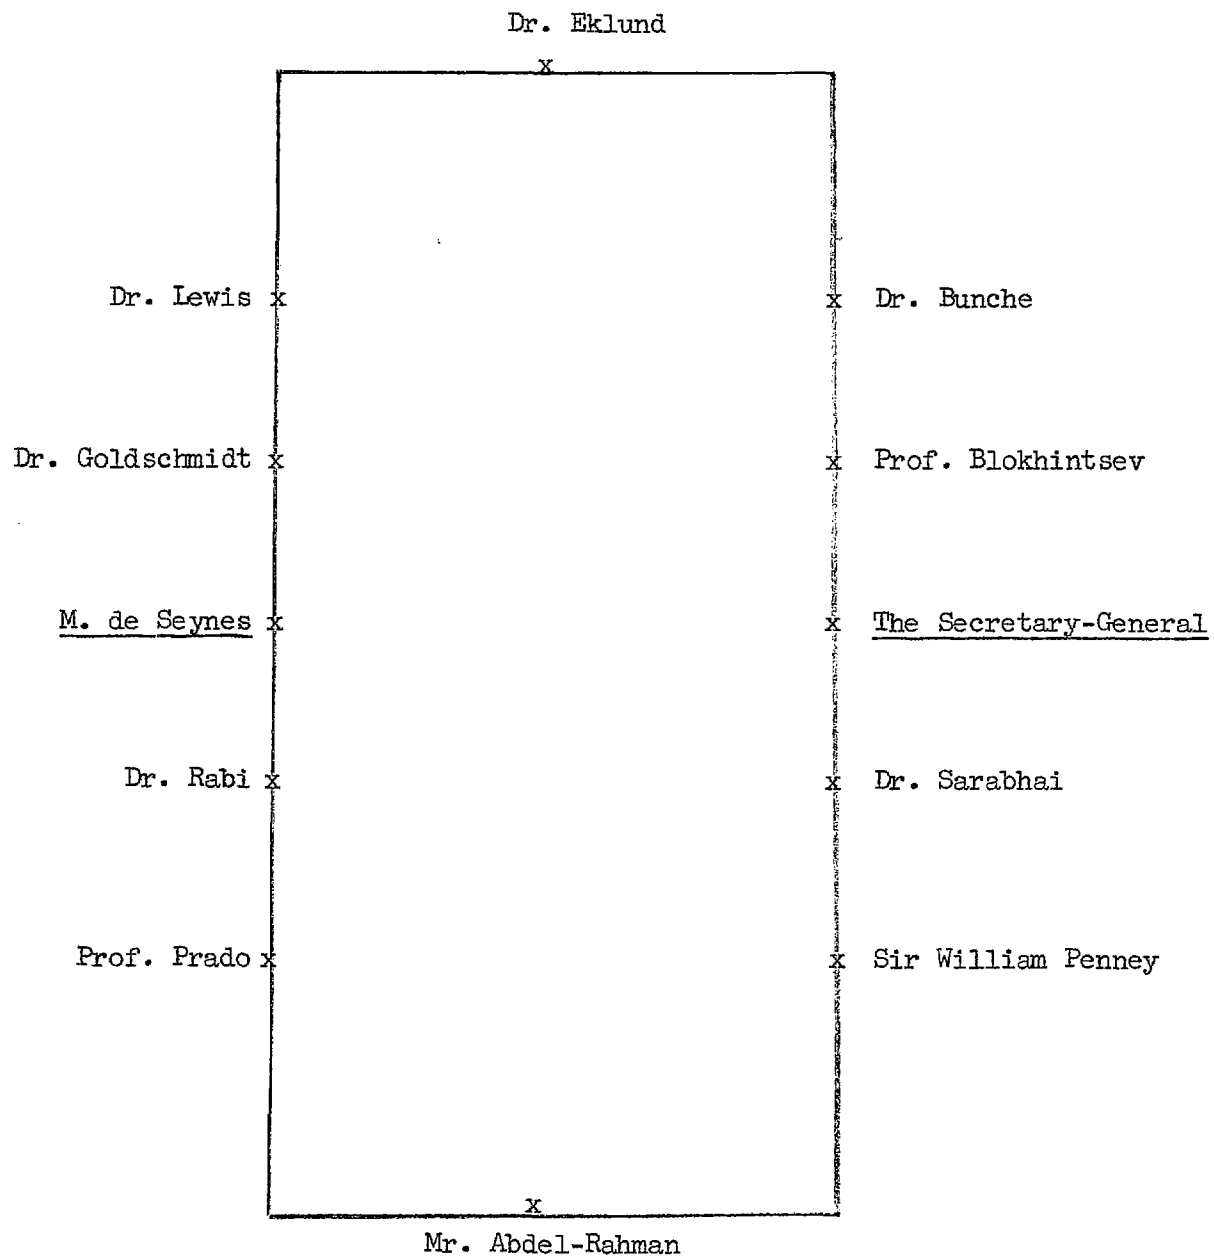 Dr. Eklund
x
Dr. Lewis x x Dr. Bunche
Dr. Goldschmidt x x Prof. Blokhintsev
M. de Seynes x x The Secretary-General
Dr. Rabi x x Dr. Sarabhai
Prof. Prado x x Sir William Penney
x
Mr. Abdel-Rahman